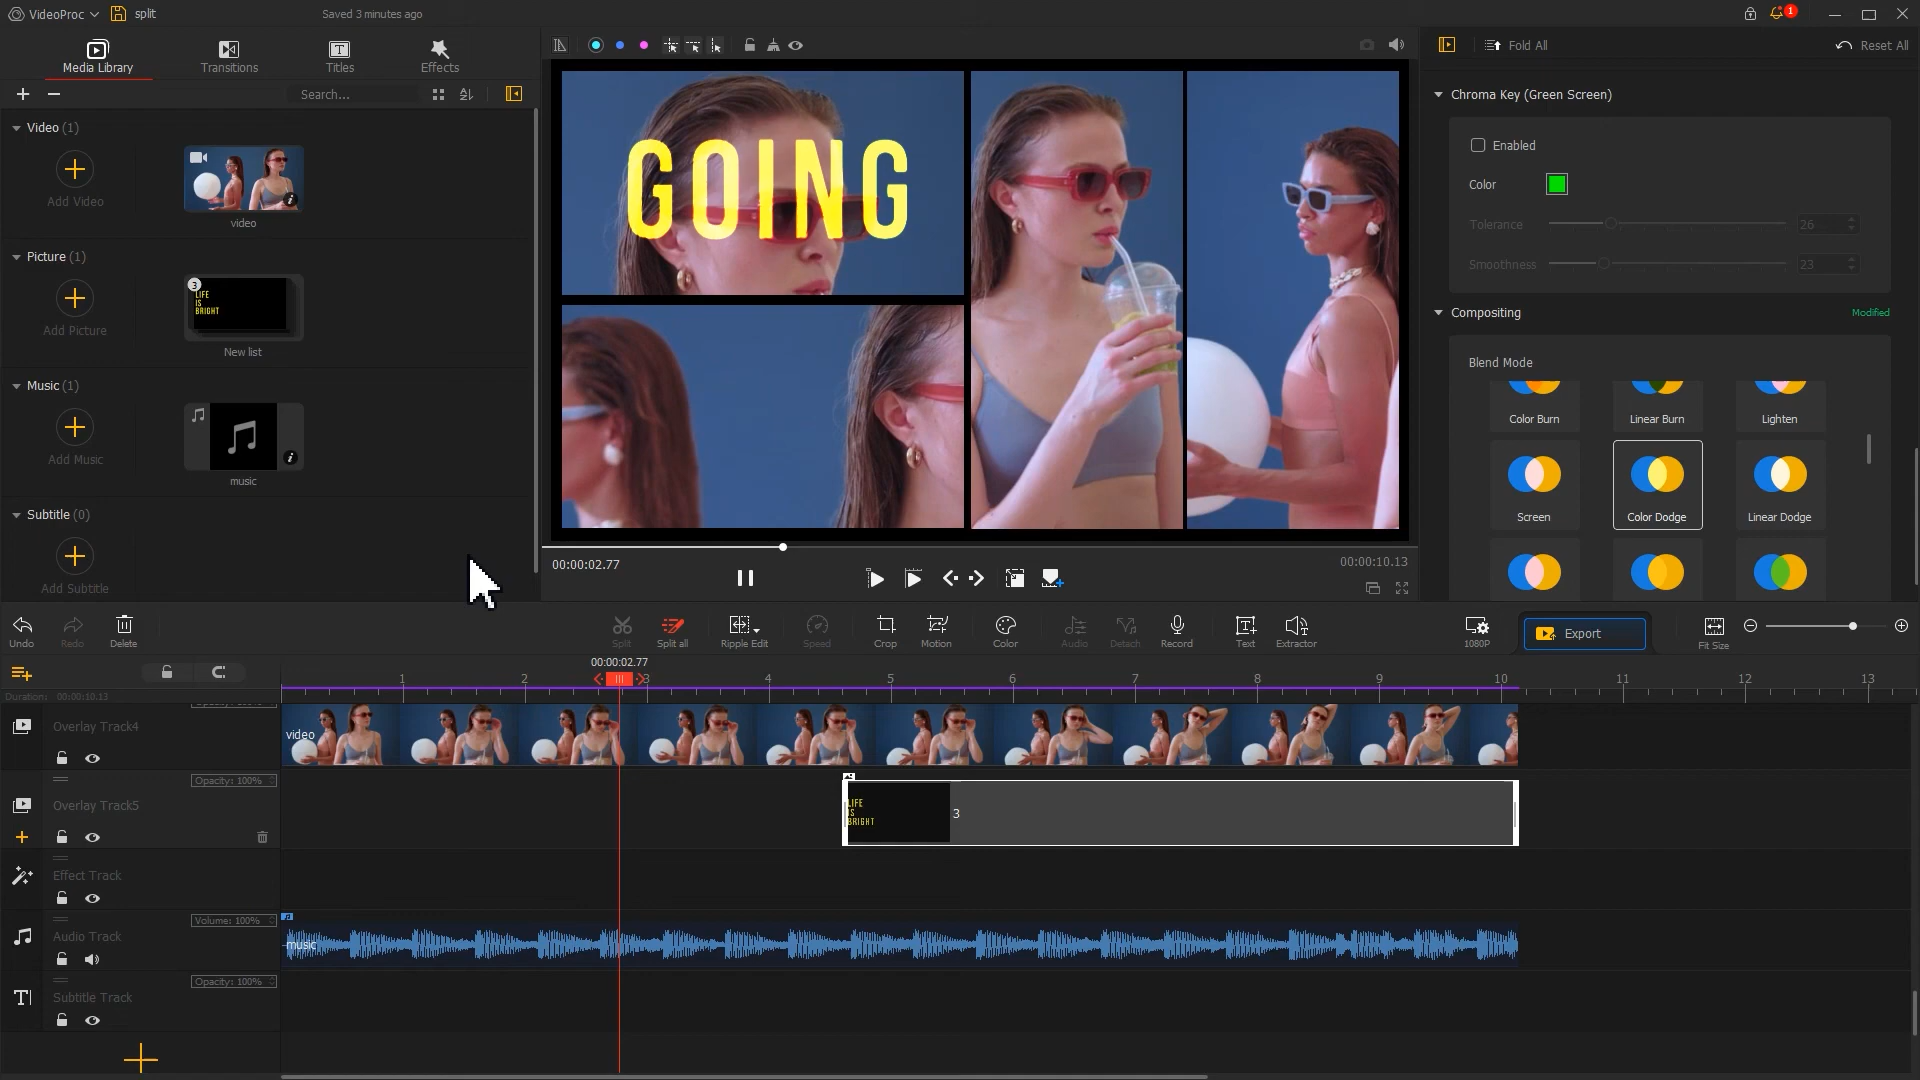 VideoProc
split
Saved 3 minutes ago
1
Media Library
Transitions
Titles
Effects
Search...
Video (1)
Add Video
video
Picture (1)
Add Picture
3
LIFE
IS
BRIGHT
New list
Music (1)
Add Music
music
Subtitle (0)
Add Subtitle
GOING
00:00:02.77
00:00:10.13
Fold All
Reset All
Chroma Key (Green Screen)
Enabled
Color
Tolerance
26
Smoothness
23
Compositing
Modified
Blend Mode
Color Burn
Linear Burn
Lighten
Screen
Color Dodge
Linear Dodge
Undo
Redo
Delete
Split
Split all
Ripple Edit
Speed
Crop
Motion
Color
Audio
Detach
Record
Text
Extractor
1080P
Export
Fit Size
00:00:02.77
1 2 3 4 5 6 7 8 9 10 11 12 13
Duration: 00:00:10.13
Overlay Track4
video
Opacity: 100%
Overlay Track5
LIFE
IS
BRIGHT
3
Effect Track
Volume: 100%
Audio Track
music
Opacity: 100%
Subtitle Track